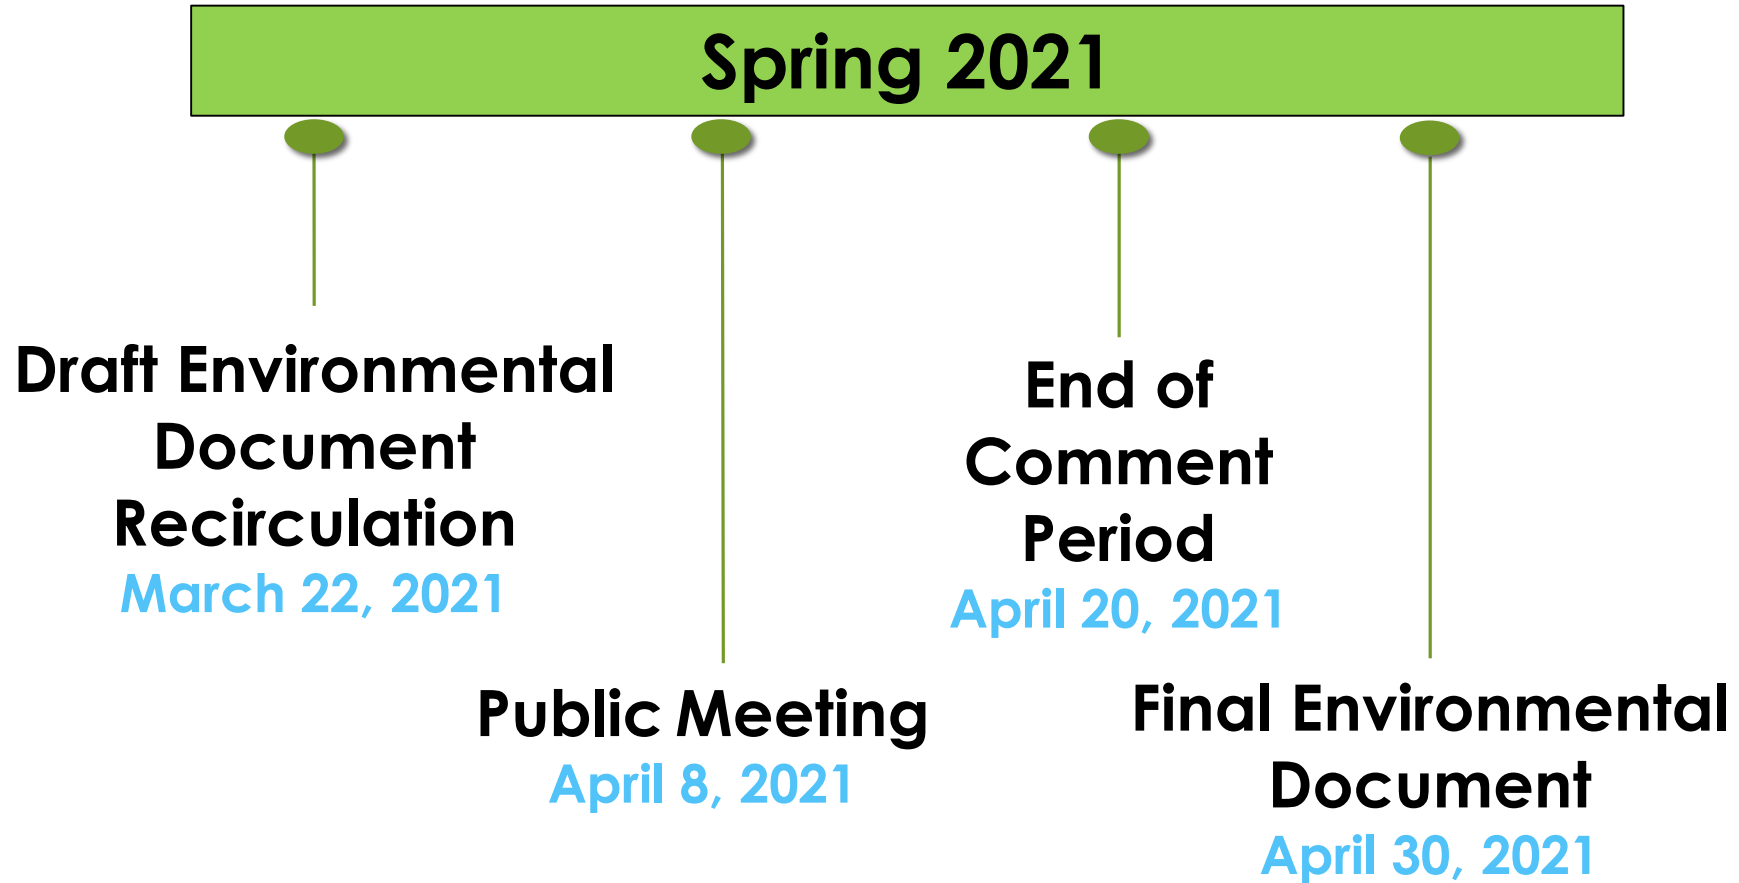 Spring 2021
Draft Environmental
Document
Recirculation
March 22, 2021
Public Meeting
April 8, 2021
End of
Comment
Period
April 20, 2021
Final Environmental
Document
April 30, 2021